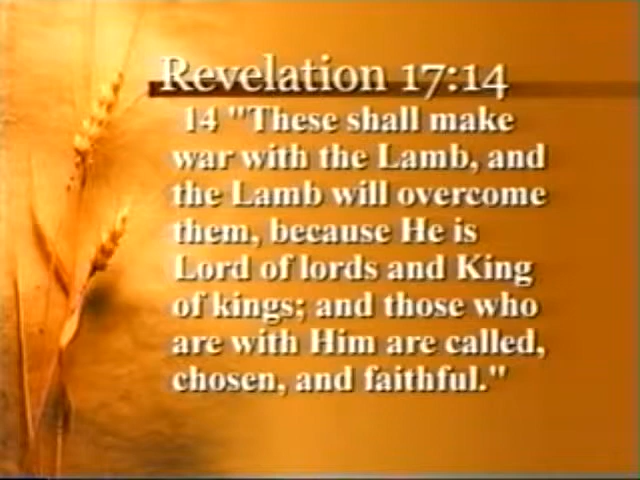 Revelation 17:14
14 "These shall make
war with the Lamb, and
the Lamb will overcome
them, because He is
Lord of lords and King
of kings; and those who
are with Him are called,
chosen, and faithful."